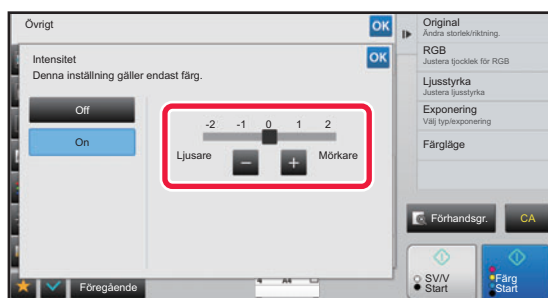 Övrigt
OK
Intensitet
OK
Denna inställning gäller endast färg.
Off
On
-2 -1 0 1 2
Ljusare
Mörkare
Föregående
Original
Ändra storlek/riktning.
RGB
Justera tjocklek för RGB
Ljusstyrka
Justera ljusstyrka
Exponering
Välj typ/exponering
Färgläge
Förhandsgr.
CA
SV/V
Start
Färg
Start